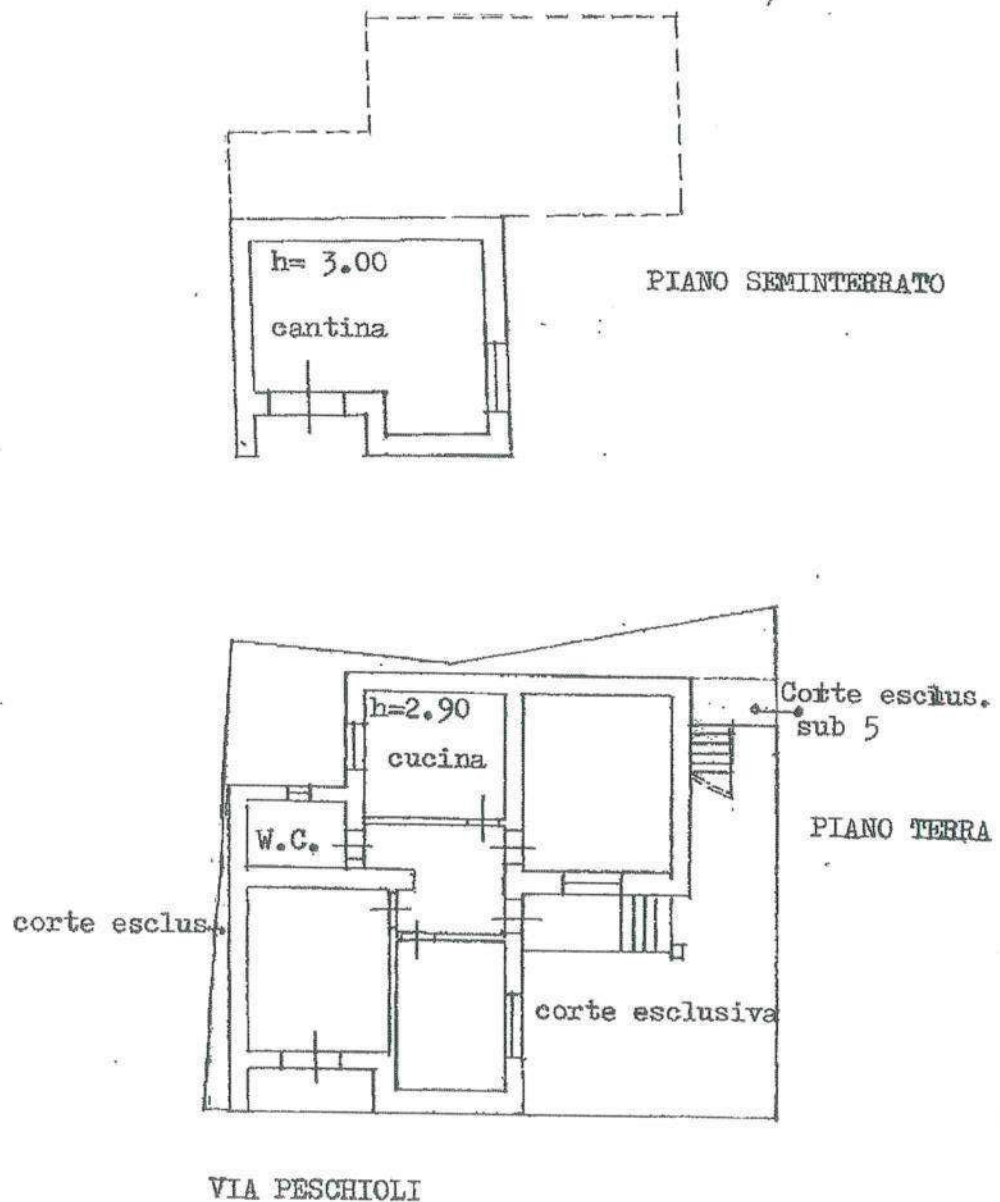 h= 3.00
cantina
PIANO SEMINTERRATO
h=2.90
cucina
Corte esclus.
sub 5
W.C.
PIANO TERRA
corte esclus.
corte esclusiva
VIA PESCHIOLI